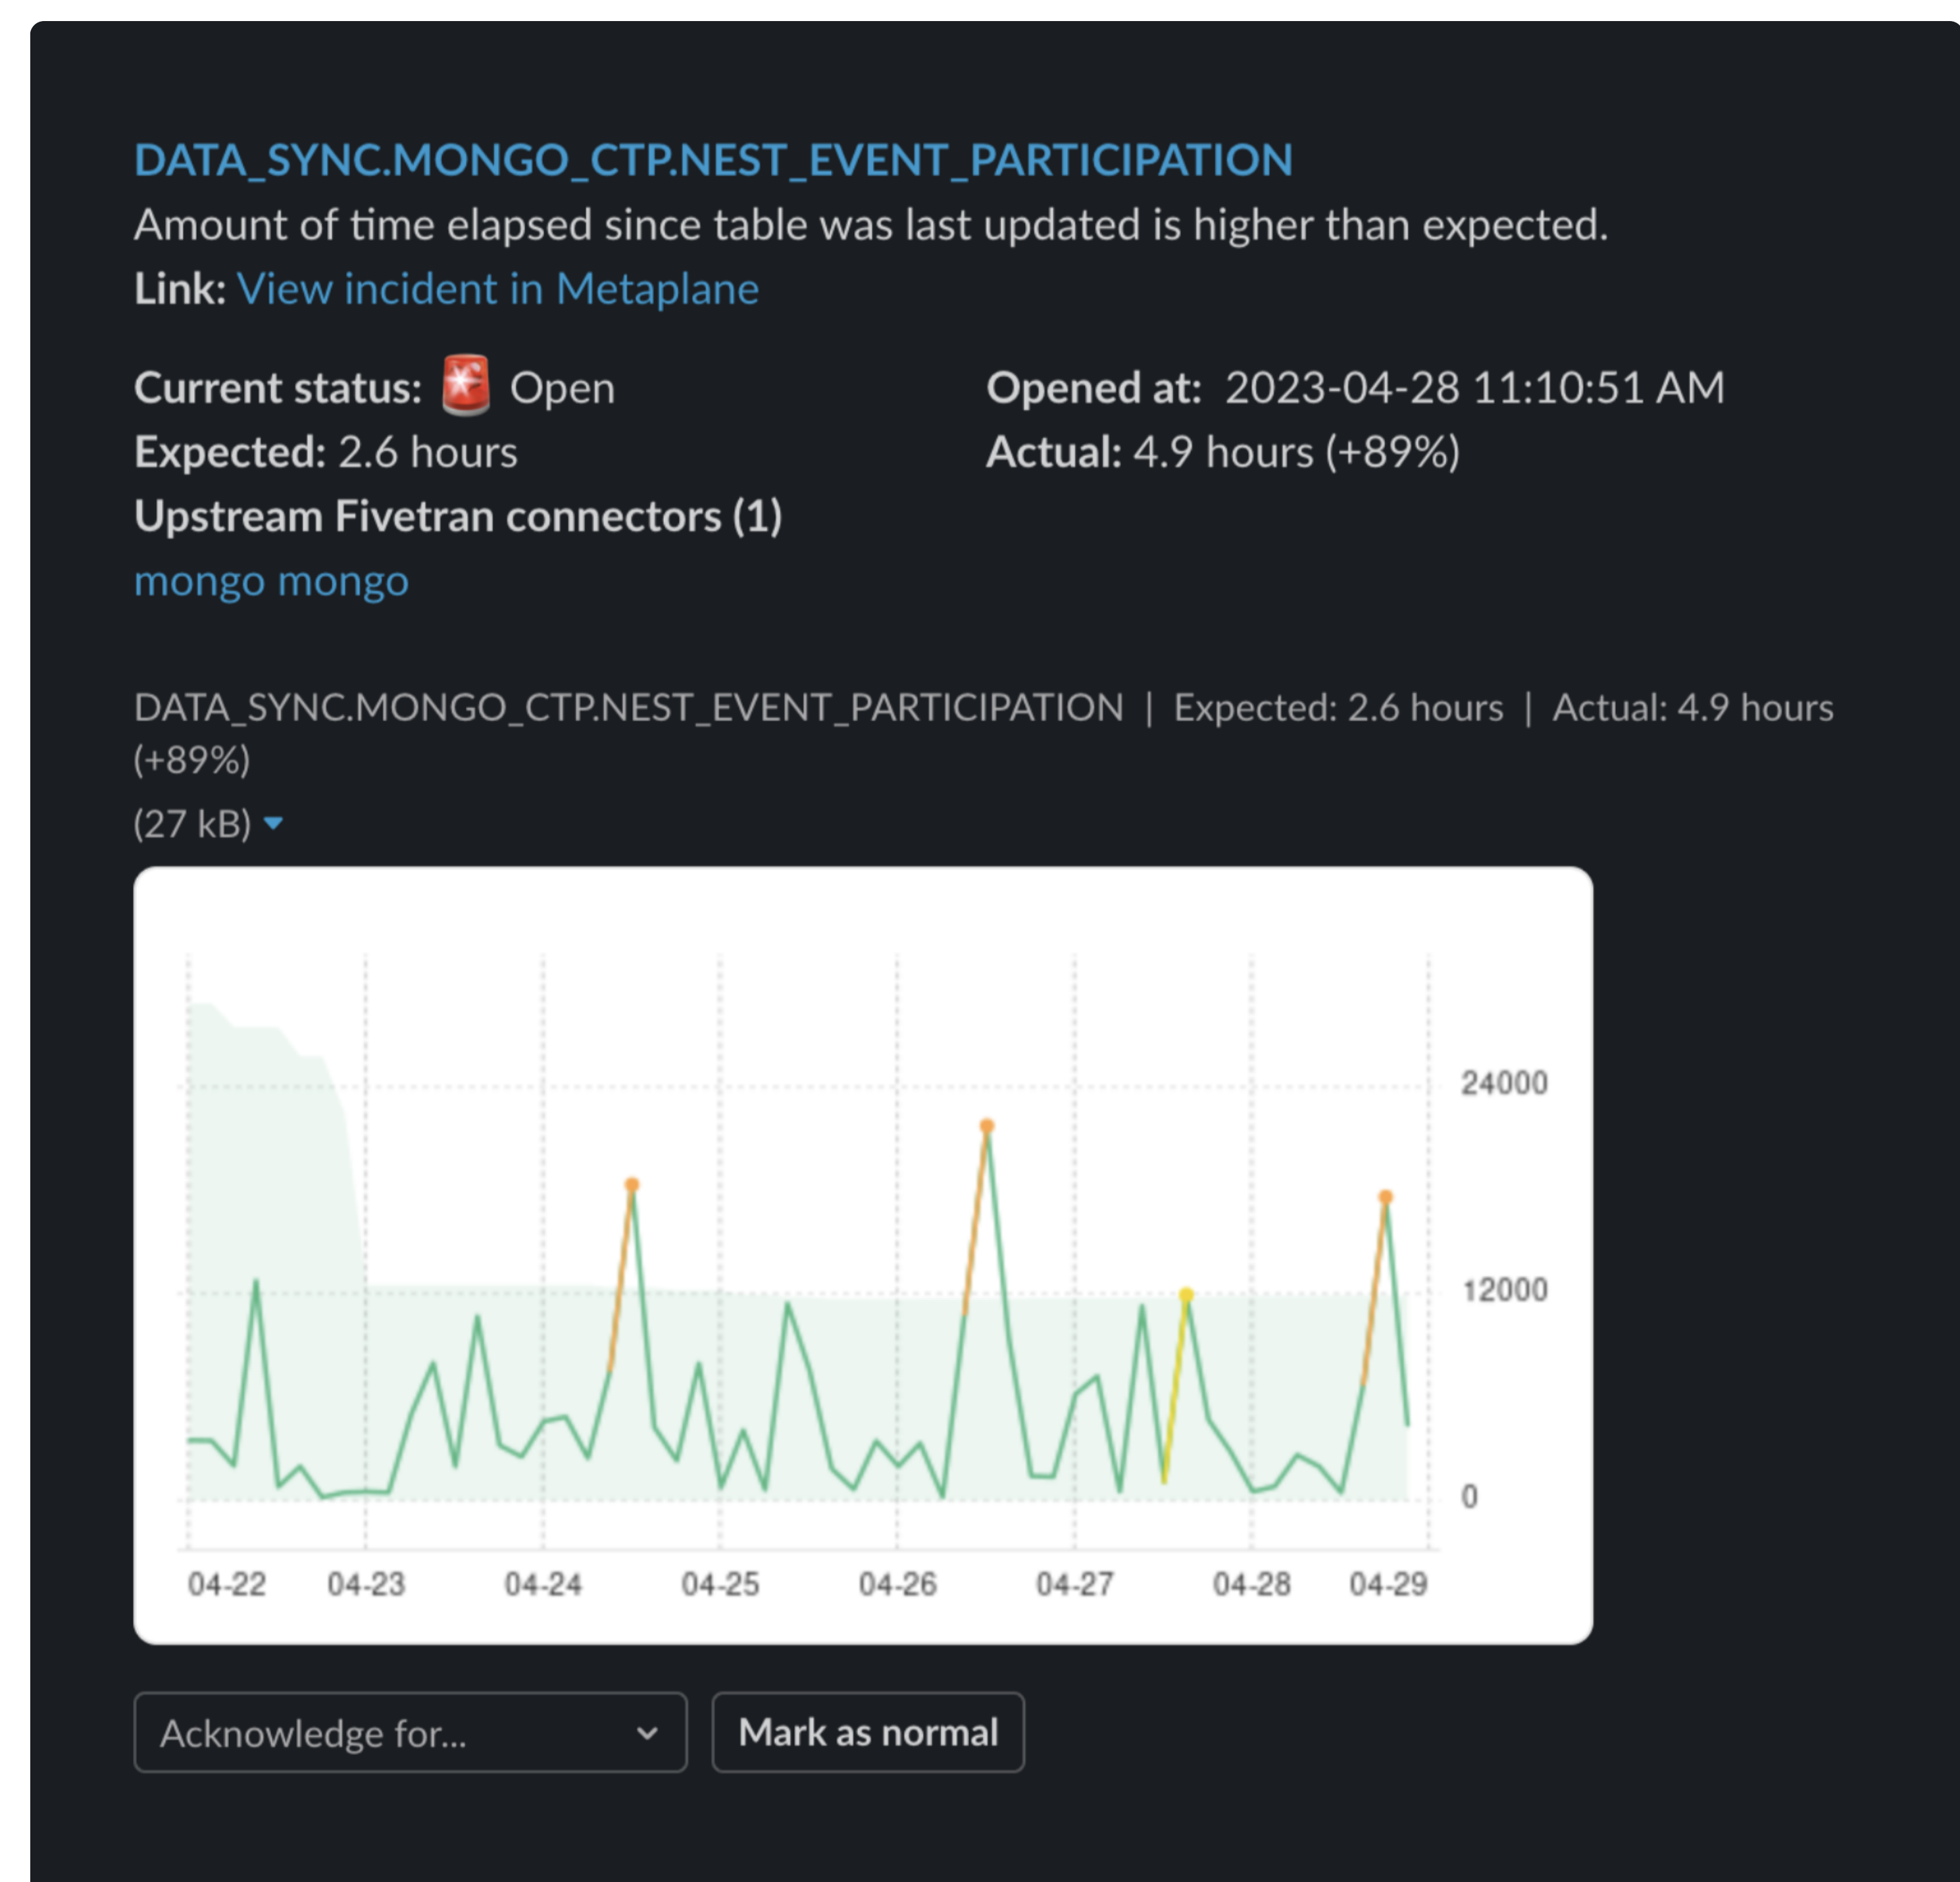 DATA_SYNC.MONGO_CTP.NEST_EVENT_PARTICIPATION
Amount of time elapsed since table was last updated is higher than expected.
Link: View incident in Metaplane
Current status: 🚨 Open
Opened at: 2023-04-28 11:10:51 AM
Expected: 2.6 hours
Actual: 4.9 hours (+89%)
Upstream Fivetran connectors (1)
mongo mongo
DATA_SYNC.MONGO_CTP.NEST_EVENT_PARTICIPATION | Expected: 2.6 hours | Actual: 4.9 hours
(+89%)
(27 kB)
24000
12000
0
04-22 04-23 04-24 04-25 04-26 04-27 04-28 04-29
Acknowledge for...
Mark as normal